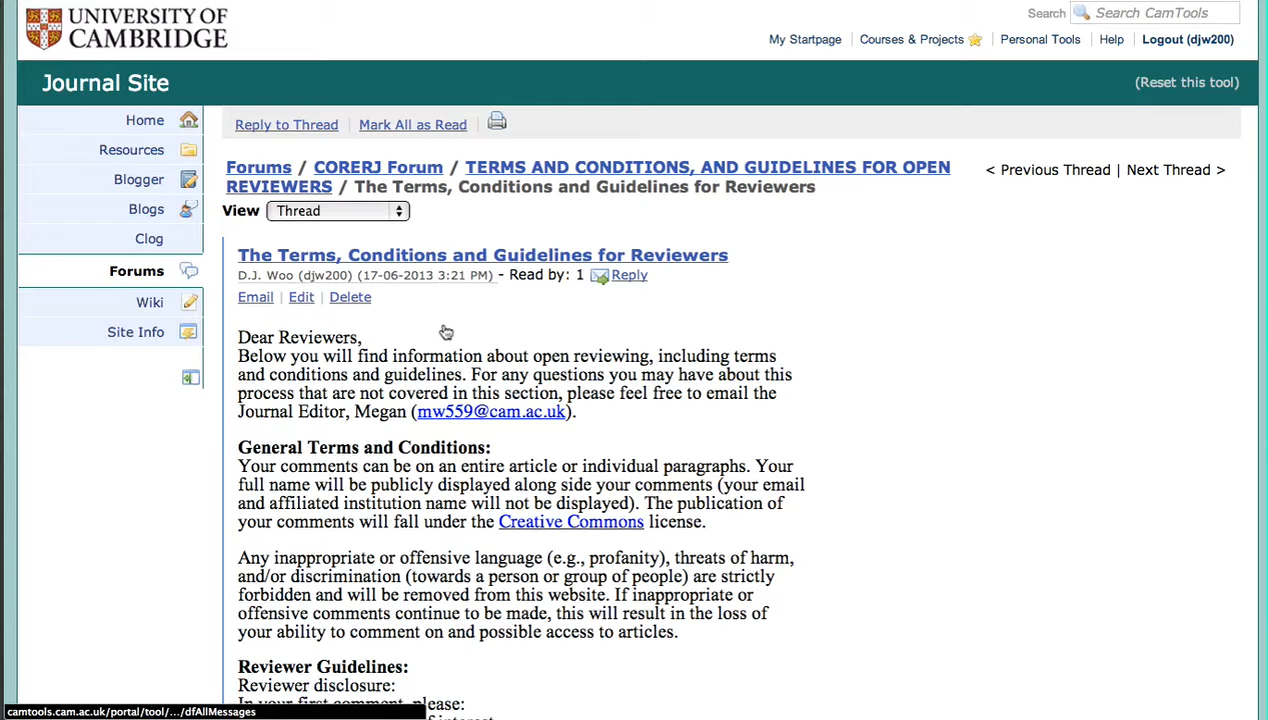 UNIVERSITY OF
CAMBRIDGE
Search Search CamTools
My Startpage | Courses & Projects | Personal Tools | Help | Logout (djw200)
Journal Site
(Reset this tool)
Home
Resources
Blogger
Blogs
Clog
Forums
Wiki
Site Info
Reply to Thread | Mark All as Read
Forums / CORERJ Forum / TERMS AND CONDITIONS, AND GUIDELINES FOR OPEN
REVIEWERS / The Terms, Conditions and Guidelines for Reviewers
< Previous Thread | Next Thread >
View Thread
The Terms, Conditions and Guidelines for Reviewers
D.J. Woo (djw200) (17-06-2013 3:21 PM) - Read by: 1 Reply
Email | Edit | Delete
Dear Reviewers,
Below you will find information about open reviewing, including terms
and conditions and guidelines. For any questions you may have about this
process that are not covered in this section, please feel free to email the
Journal Editor, Megan (mw559@cam.ac.uk).
General Terms and Conditions:
Your comments can be on an entire article or individual paragraphs. Your
full name will be publicly displayed along side your comments (your email
and affiliated institution name will not be displayed). The publication of
your comments will fall under the Creative Commons license.
Any inappropriate or offensive language (e.g., profanity), threats of harm,
and/or discrimination (towards a person or group of people) are strictly
forbidden and will be removed from this website. If inappropriate or
offensive comments continue to be made, this will result in the loss of
your ability to comment on and possible access to articles.
Reviewer Guidelines:
Reviewer disclosure:
In your first comment, please:
of interest
camtools.cam.ac.uk/portal/tool/.../dfAllMessages